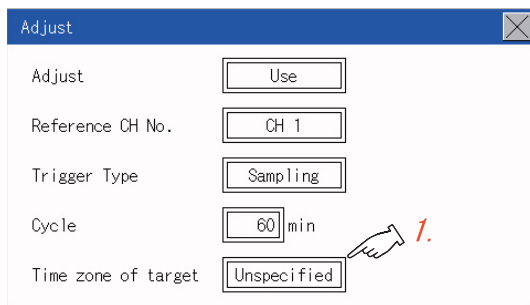 Adjust
Adjust Use
Reference CH No. CH 1
Trigger Type Sampling
Cycle 60 min
1.
Time zone of target Unspecified